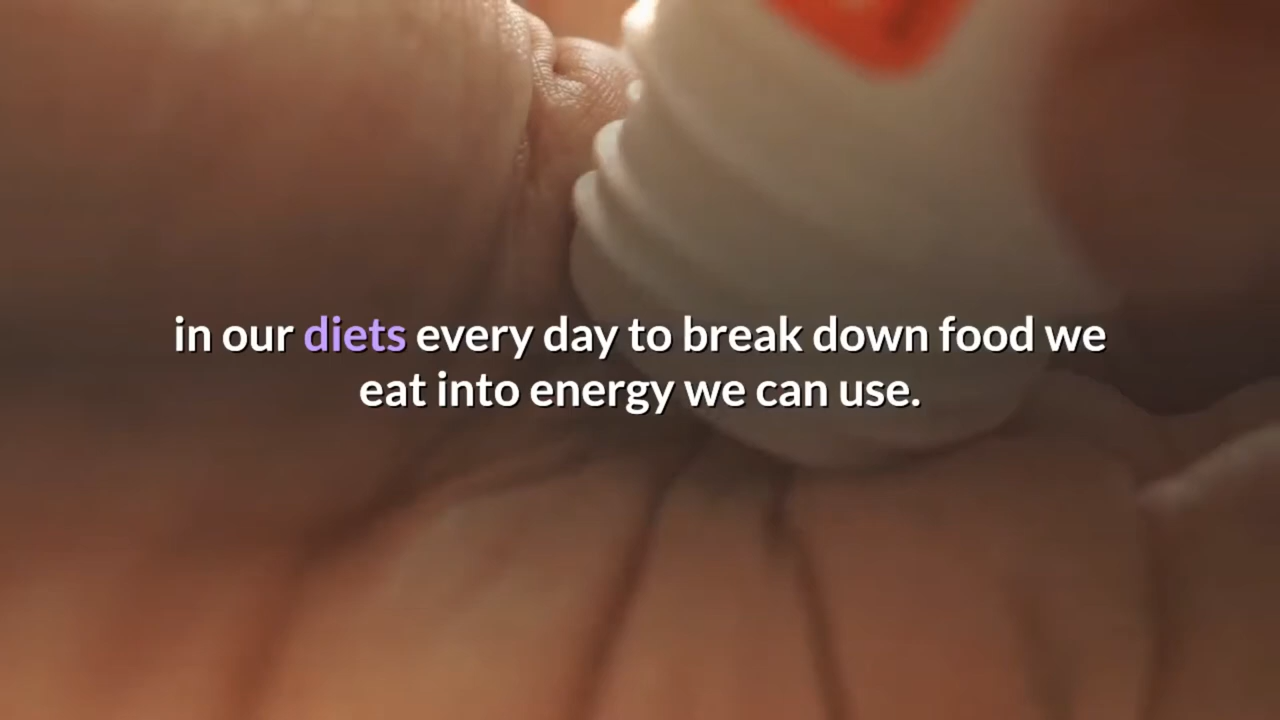 in our diets every day to break down food we
eat into energy we can use.